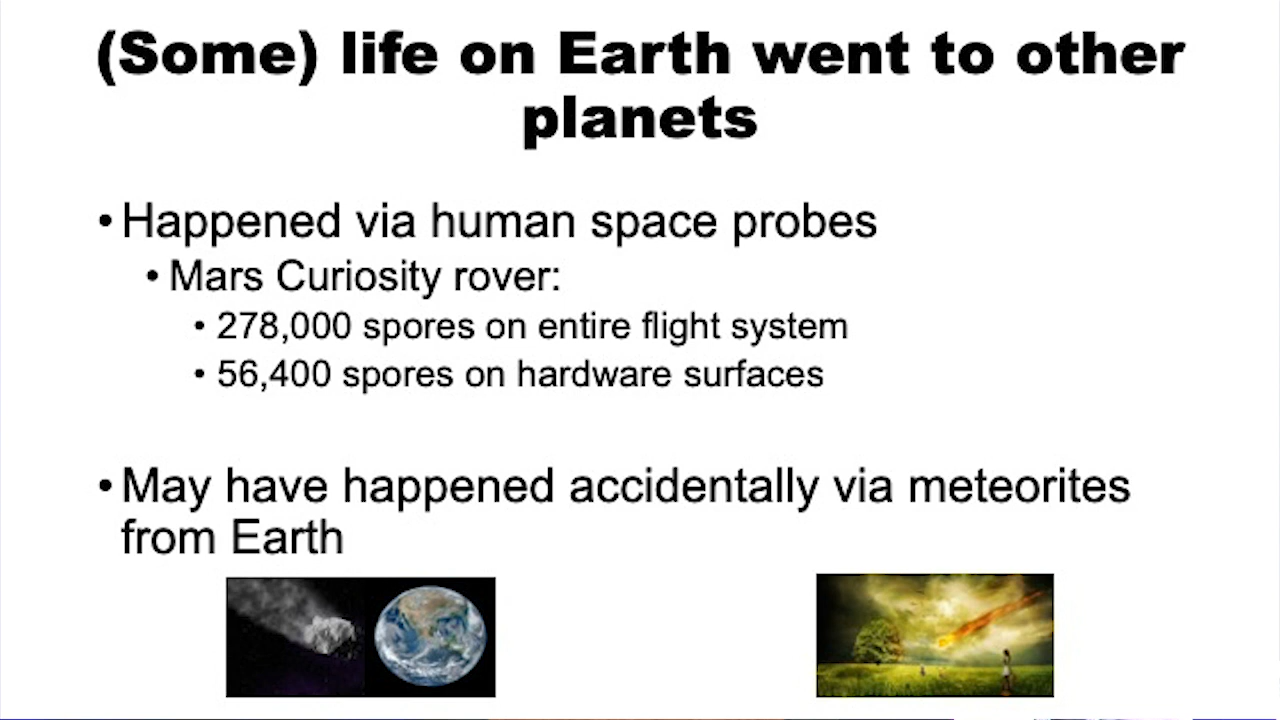 (Some) life on Earth went to other
planets
• Happened via human space probes
• Mars Curiosity rover:
• 278,000 spores on entire flight system
• 56,400 spores on hardware surfaces
• May have happened accidentally via meteorites
from Earth